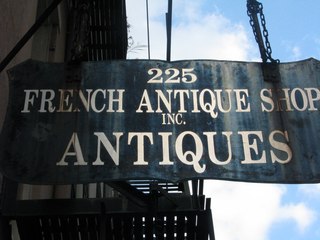 225
FRENCH ANTIQUE SHOP
INC.
ANTIQUES